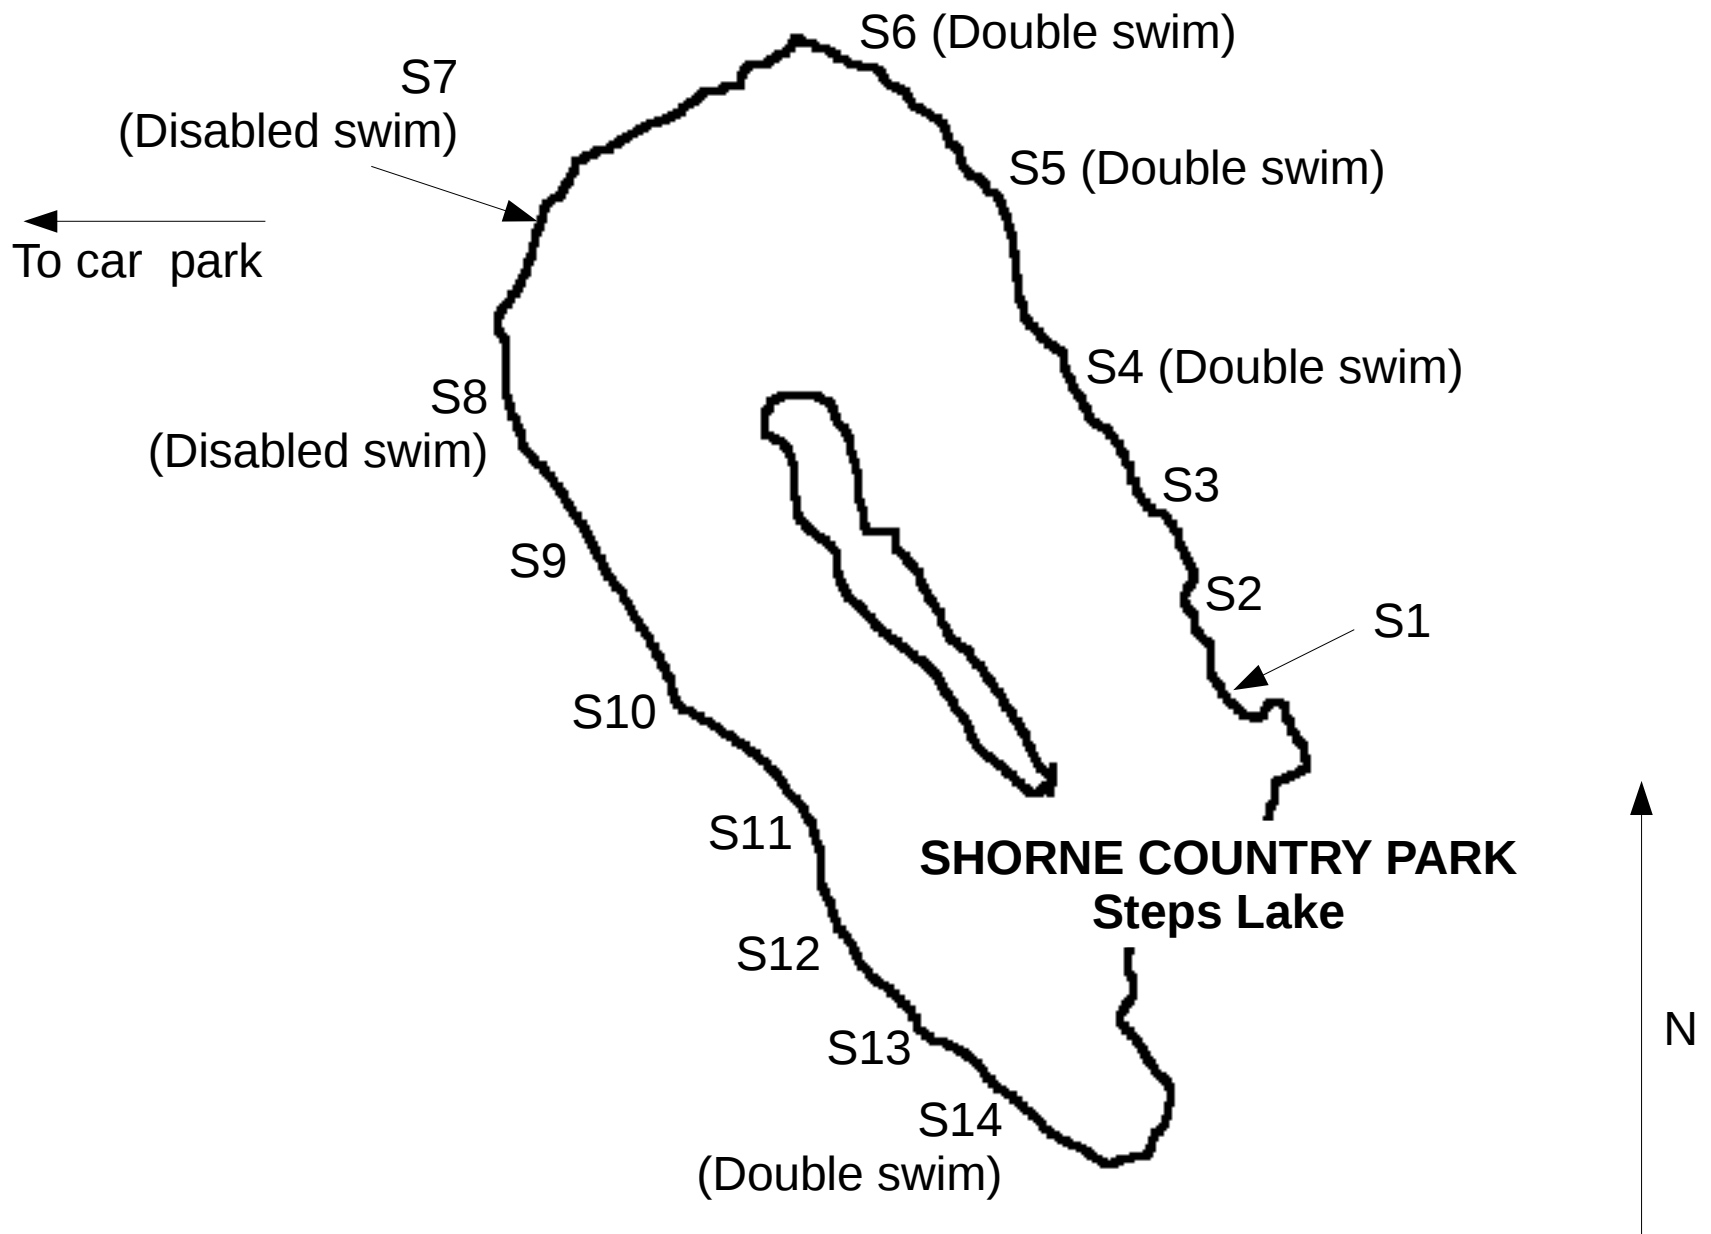 S6 (Double swim)
S7
(Disabled swim)
S5 (Double swim)
To car park
S4 (Double swim)
S8
(Disabled swim)
S3
S9
S2
S1
S10
S11
SHORNE COUNTRY PARK
Steps Lake
S12
S13
N
S14
(Double swim)